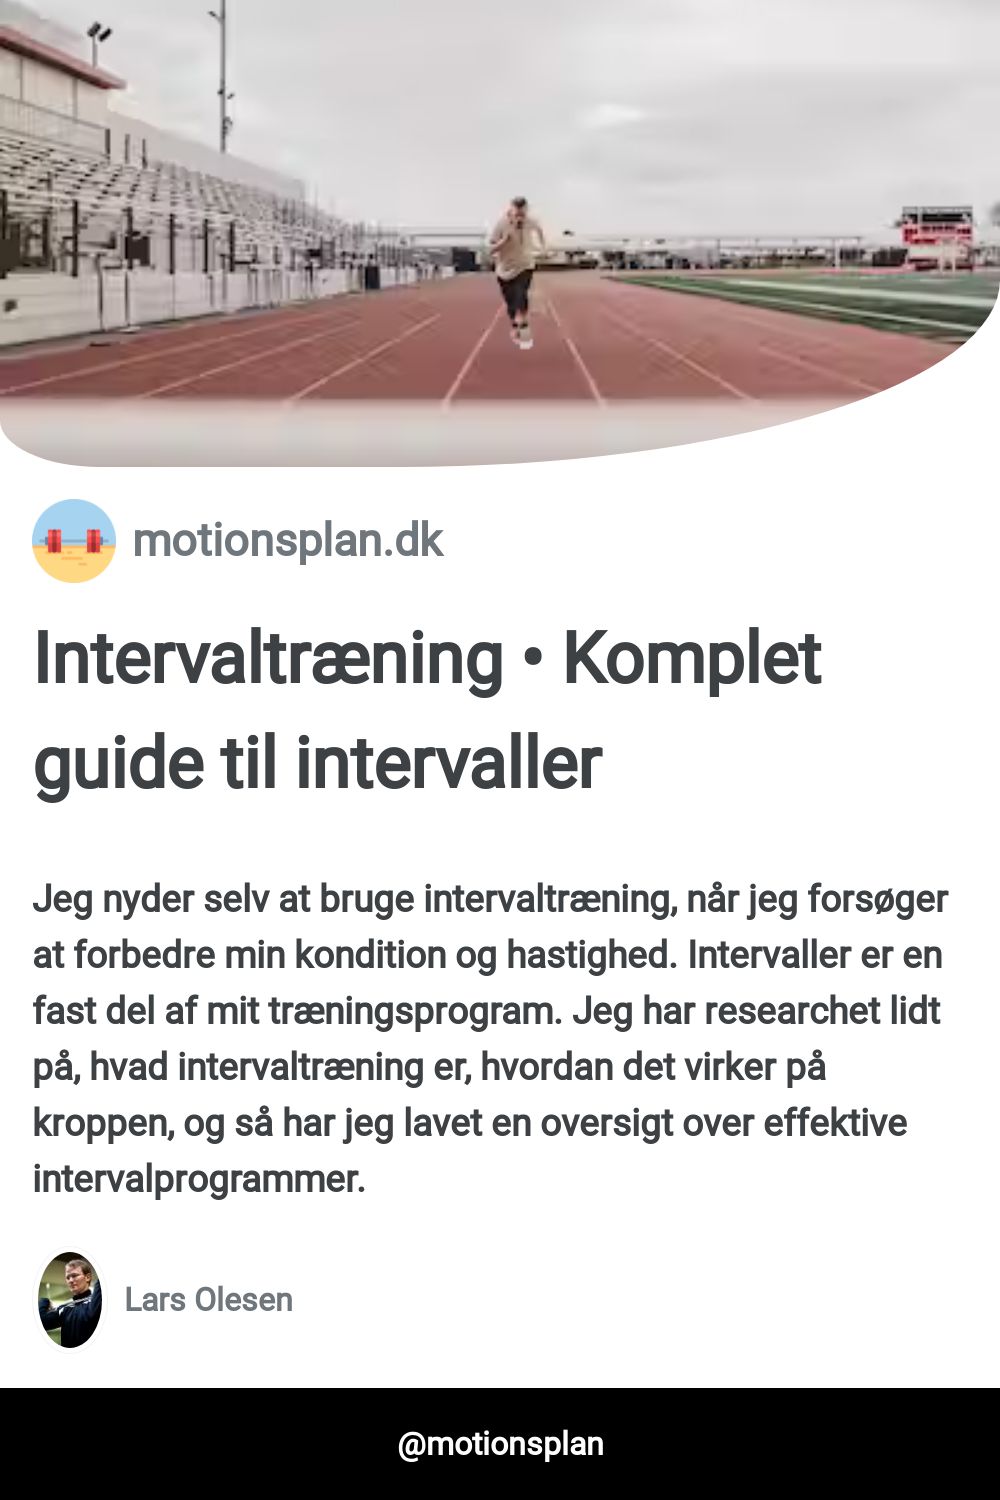 motionsplan.dk
Intervaltræning • Komplet
guide til intervaller
Jeg nyder selv at bruge intervaltræning, når jeg forsøger
at forbedre min kondition og hastighed. Intervaller er en
fast del af mit træningsprogram. Jeg har researchet lidt
på, hvad intervaltræning er, hvordan det virker på
kroppen, og så har jeg lavet en oversigt over effektive
intervalprogrammer.
Lars Olesen
@motionsplan